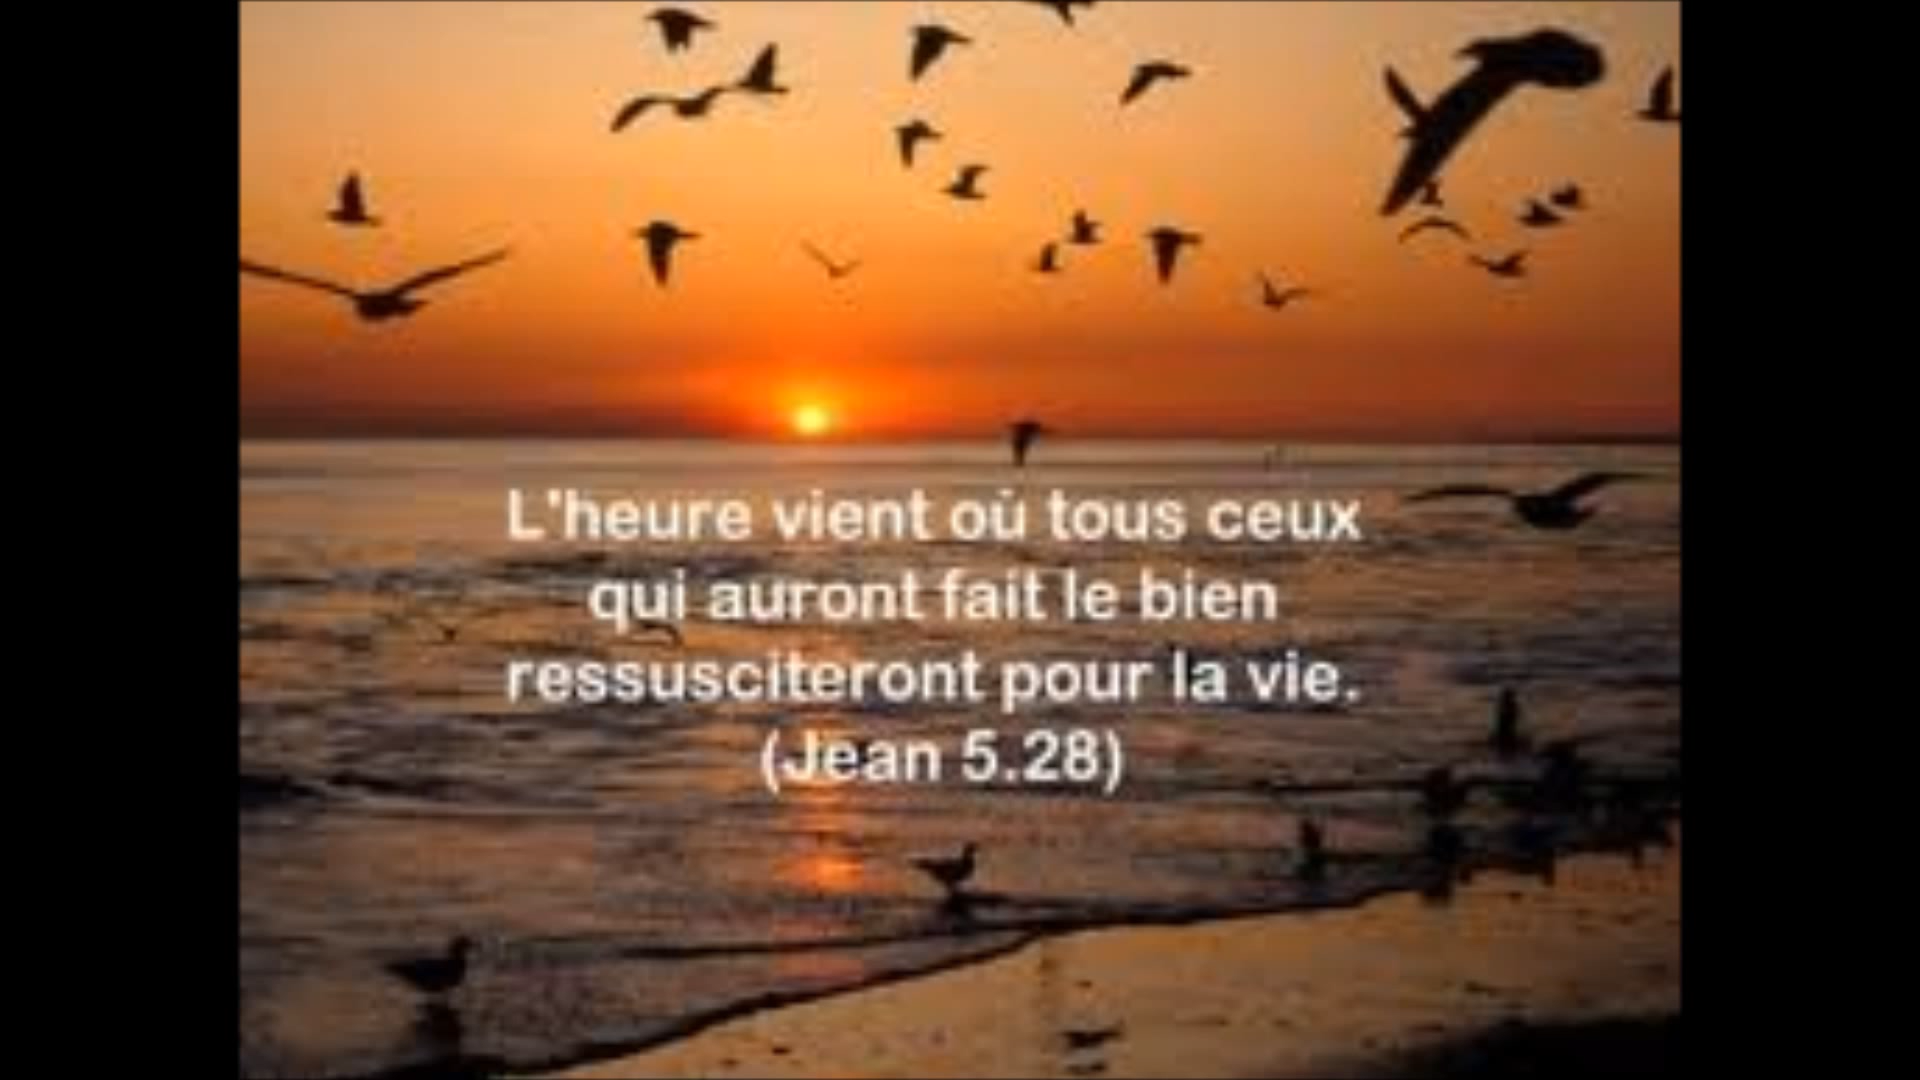 L'heure vient où tous ceux
qui auront fait le bien
ressusciteront pour la vie.
(Jean 5.28)